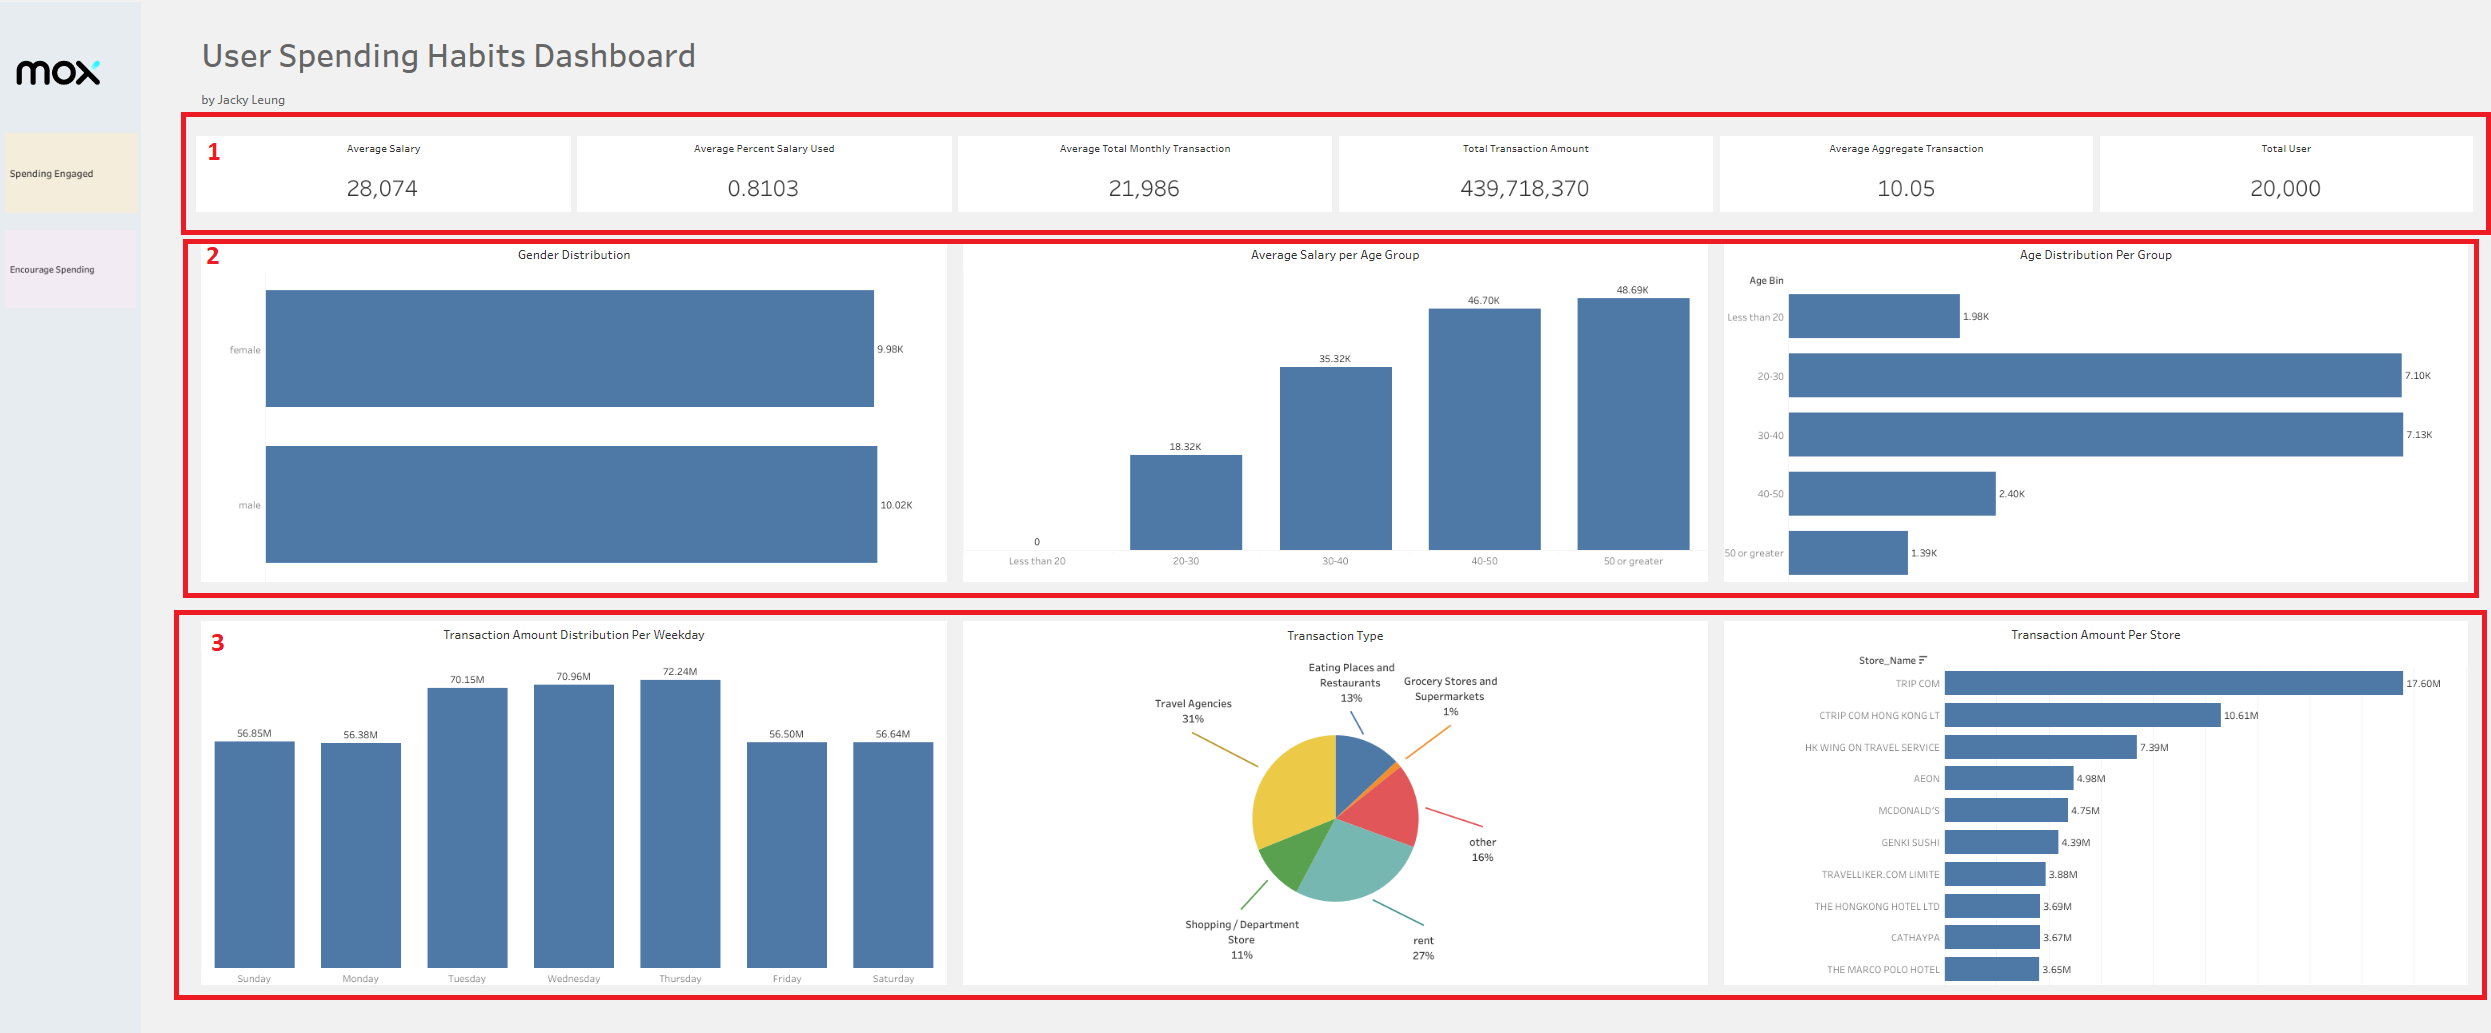 mox
Spending Engaged
Encourage Spending
User Spending Habits Dashboard
by Jacky Leung
1
Average Salary
28,074
Average Percent Salary Used
0.8103
Average Total Monthly Transaction
21,986
Total Transaction Amount
439,718,370
Average Aggregate Transaction
10.05
Total User
20,000
2
Gender Distribution
female
9.98K
male
10.02K
Average Salary per Age Group
0
18.32K
35.32K
46.70K
48.69K
Less than 20
20-30
30-40
40-50
50 or greater
Age Distribution Per Group
Age Bin
Less than 20
1.98K
20-30
7.10K
30-40
7.13K
40-50
2.40K
50 or greater
1.39K
3
Transaction Amount Distribution Per Weekday
56.85M
56.38M
70.15M
70.96M
72.24M
56.50M
56.64M
Sunday
Monday
Tuesday
Wednesday
Thursday
Friday
Saturday
Transaction Type
Eating Places and
Restaurants
13%
Grocery Stores and
Supermarkets
1%
Travel Agencies
31%
other
16%
Shopping / Department
Store
11%
rent
27%
Transaction Amount Per Store
Store_Name
TRIP COM
17.60M
CTRIP COM HONG KONG LT
10.61M
HK WING ON TRAVEL SERVICE
7.39M
AEON
4.98M
MCDONALD'S
4.75M
GENKI SUSHI
4.39M
TRAVELLIKER.COM LIMITE
3.88M
THE HONGKONG HOTEL LTD
3.69M
CATHAYPA
3.67M
THE MARCO POLO HOTEL
3.65M